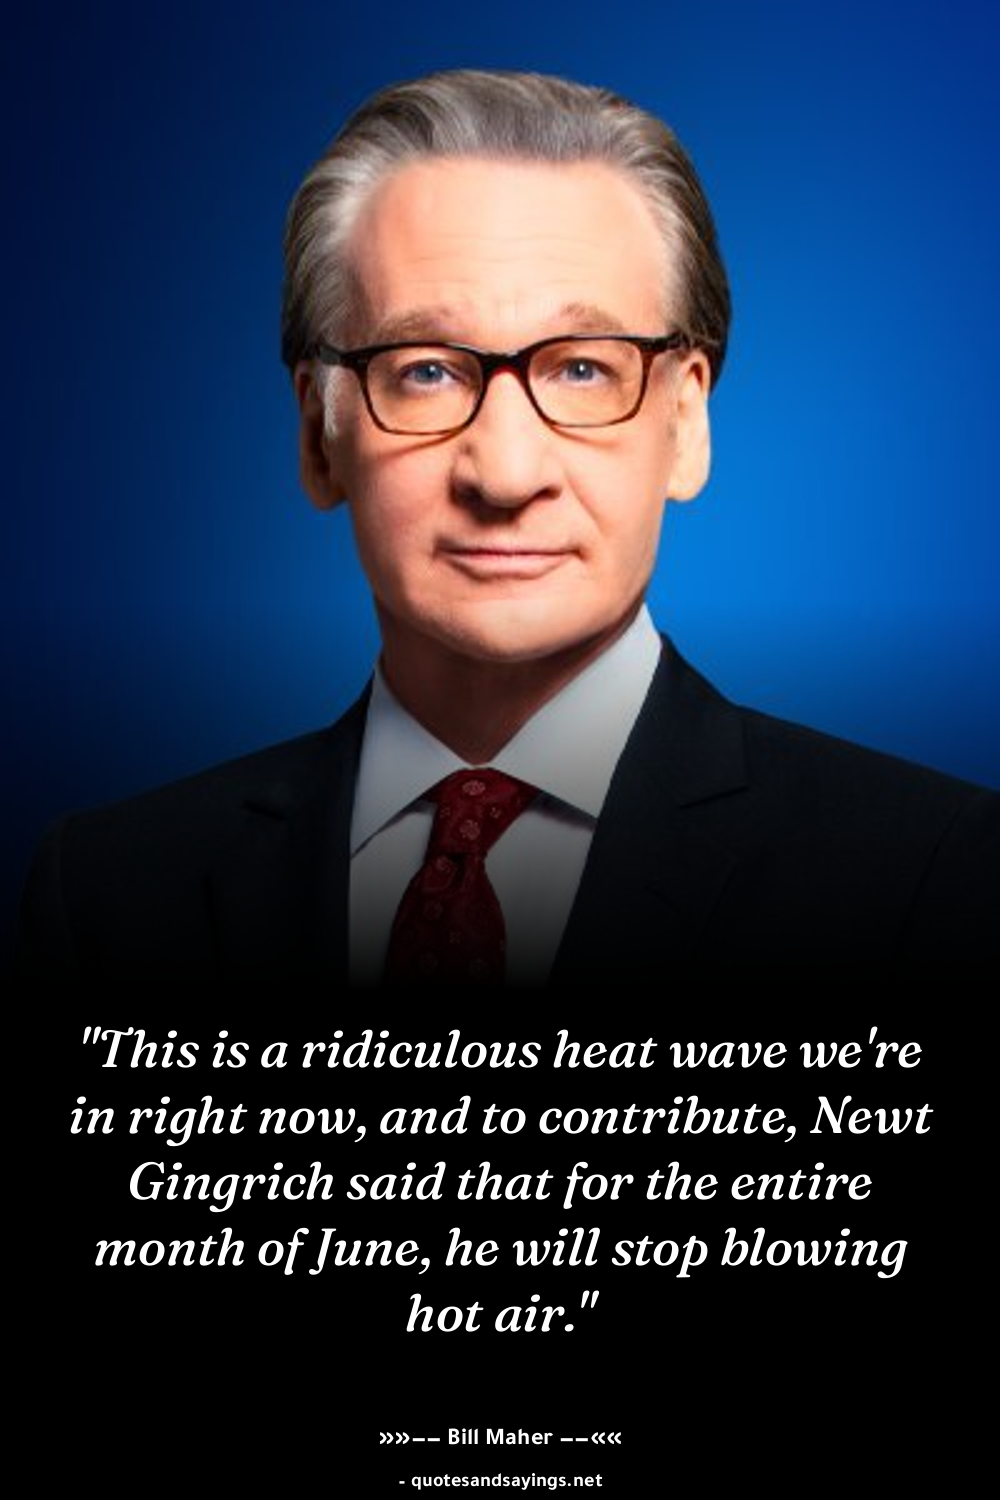 "This is a ridiculous heat wave we're
in right now, and to contribute, Newt
Gingrich said that for the entire
month of June, he will stop blowing
hot air."
»»—— Bill Maher ——««
- quotesandsayings.net